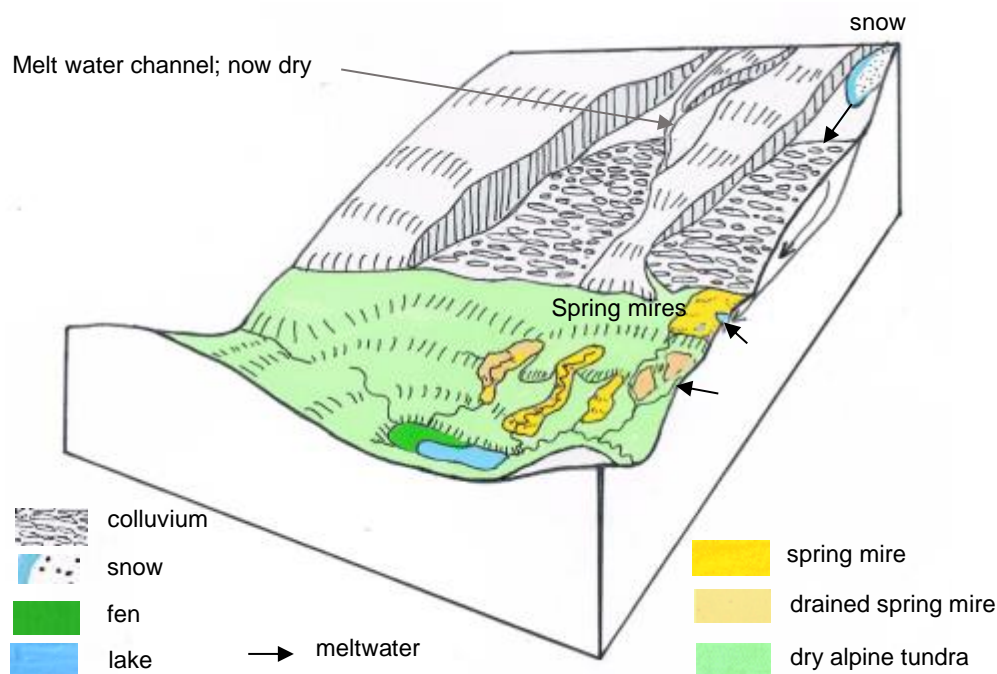 snow
Melt water channel; now dry
Spring mires
colluvium
snow
fen
lake
meltwater
spring mire
drained spring mire
dry alpine tundra